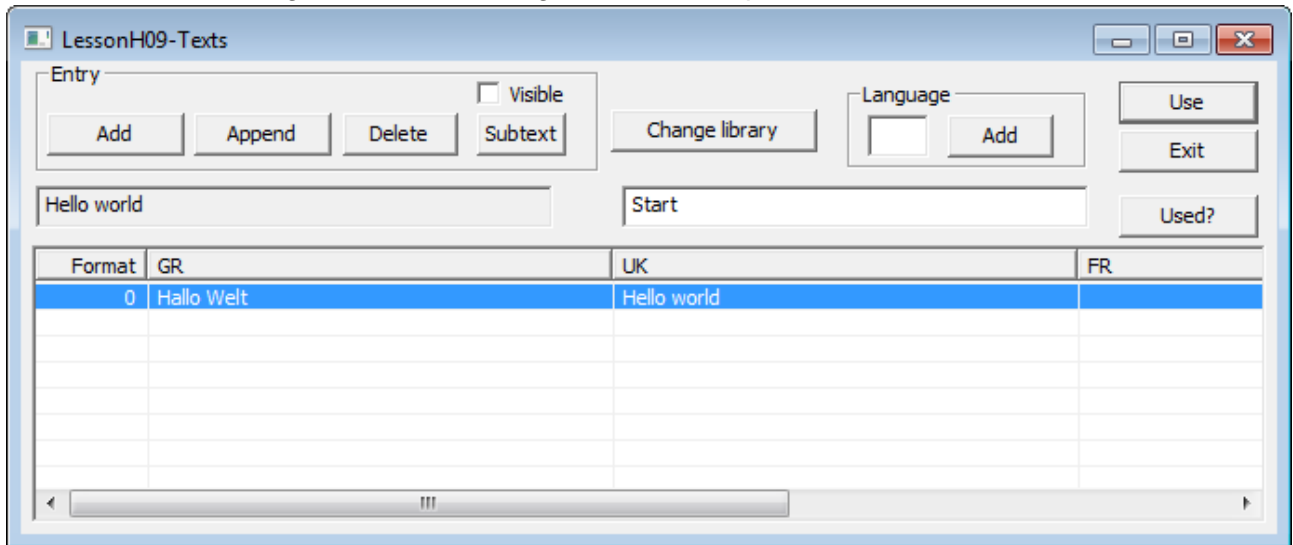 LessonH09-Texts
Entry
Visible
Add Append Delete Subtext
Change library
Language
Add
Use
Exit
Hello world
Start
Used?
Format GR UK FR
0 Hallo Welt Hello world